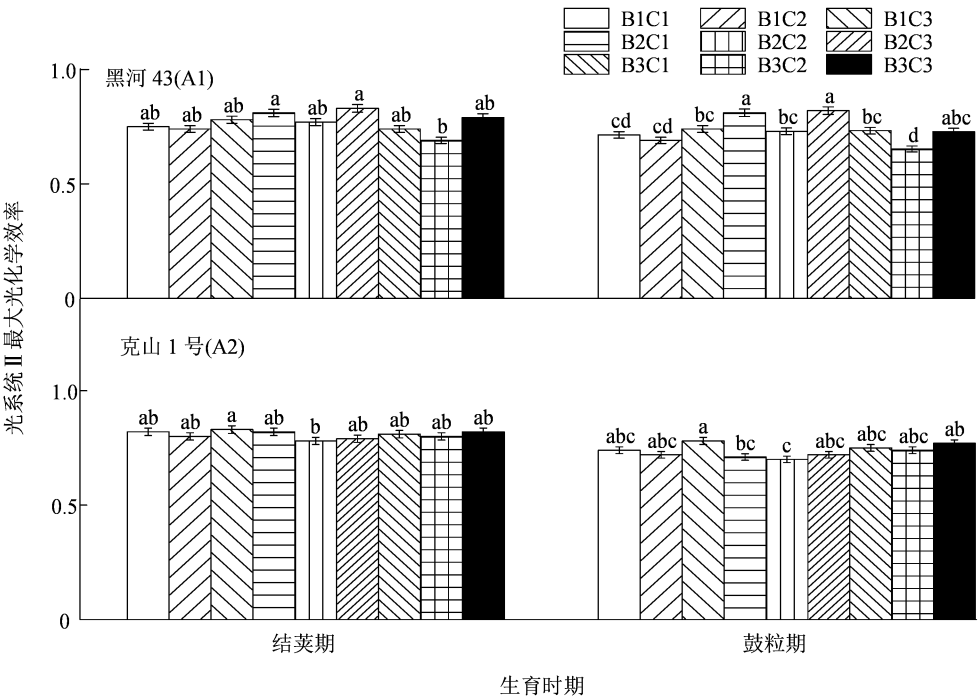 B1C1 B1C2 B1C3
B2C1 B2C2 B2C3
B3C1 B3C2 B3C3
黑河 43(A1)
1.0
0.5
0
ab ab ab a ab a ab b ab
cd cd bc a bc a bc d abc
克山 1 号(A2)
1.0
0.5
0
ab ab a ab b ab ab ab ab
abc abc a bc c abc abc abc ab
结荚期 鼓粒期
生育时期
光系统Ⅱ最大光化学效率